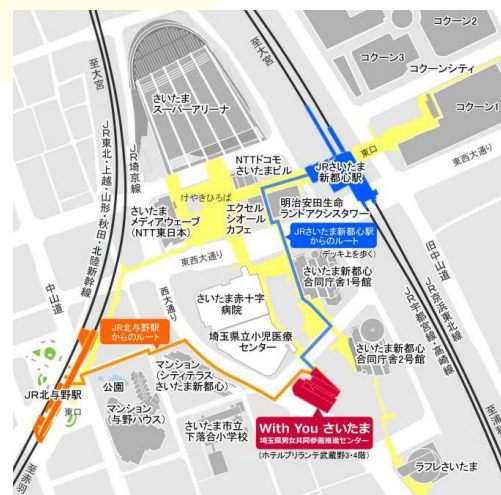 至大宮
至大宮
コクーン2
コクーン3
コクーンシティ
コクーン1
さいたま
スーパーアリーナ
JR東北・上越・山形・秋田・北陸新幹線
JR埼京線
NTTドコモ
さいたまビル
JRさいたま
新都心駅
東口
東西大通り
けやきひろば
さいたま
メディアウェーブ
(NTT東日本)
エクセル
シオール
カフェ
明治安田生命
ランドアクシスタワー
JRさいたま新都心駅
からのルート
(デッキ上を歩く)
旧中山道
中山道
東西大通り
西大通り
さいたま赤十字
病院
さいたま新都心
合同庁舎1号館
JR京浜東北線
JR宇都宮線・高崎線
JR北与野駅
からのルート
埼玉県立小児医療
センター
さいたま新都心
合同庁舎2号館
JR北与野駅
東口
公園
マンション
(シティテラス
さいたま新都心)
マンション
(与野ハウス)
さいたま市立
下落合小学校
With You さいたま
埼玉県男女共同参画推進センター
(ホテルブリランテ武蔵野3・4階)
至浦和
至赤羽
ラフレさいたま